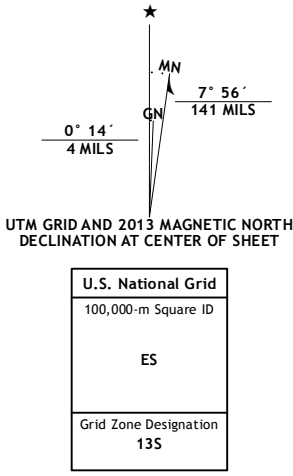 ★
MN
GN
7° 56´
141 MILS
0° 14´
4 MILS
UTM GRID AND 2013 MAGNETIC NORTH
DECLINATION AT CENTER OF SHEET
U.S. National Grid
100,000-m Square ID
ES
Grid Zone Designation
13S